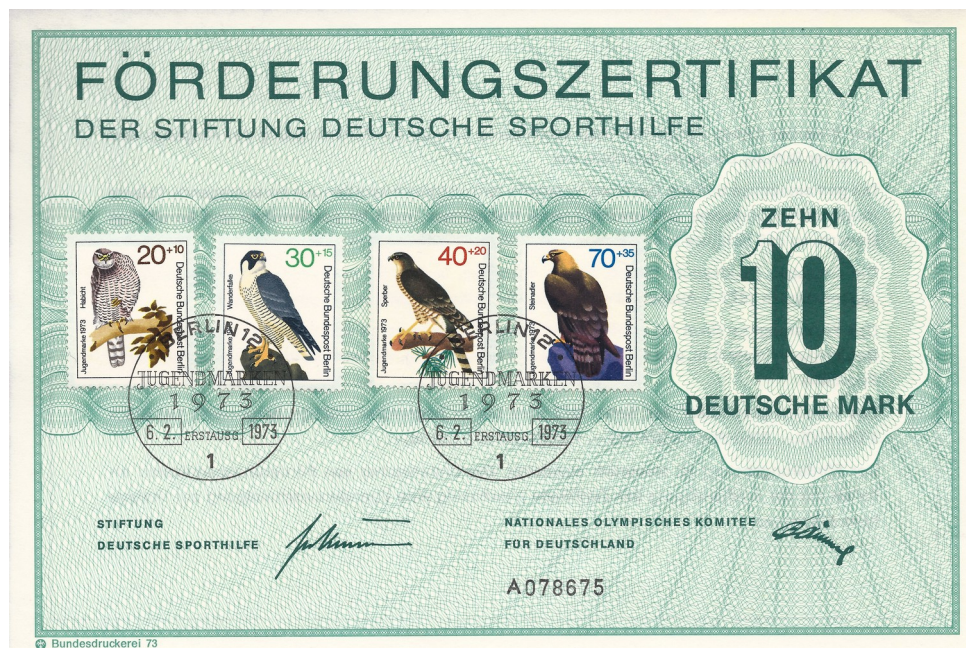 FÖRDERUNGSZERTIFIKAT
DER STIFTUNG DEUTSCHE SPORTHILFE
20+10
Habicht
Jugendmarke 1973
Deutsche Bundespost Berlin
30+15
Wanderfalke
Jugendmarke 1973
Deutsche Bundespost Berlin
40+20
Sperber
Jugendmarke 1973
Deutsche Bundespost Berlin
70+35
Steinadler
Jugendmarke 1973
Deutsche Bundespost Berlin
ZEHN
10
DEUTSCHE MARK
BERLIN 12
JUGENDMARKEN
1973
6.2. ERSTAUSG 1973
1
BERLIN 12
JUGENDMARKEN
1973
6.2. ERSTAUSG 1973
1
STIFTUNG
DEUTSCHE SPORTHILFE
NATIONALES OLYMPISCHES KOMITEE
FÜR DEUTSCHLAND
A078675
Bundesdruckerei 73